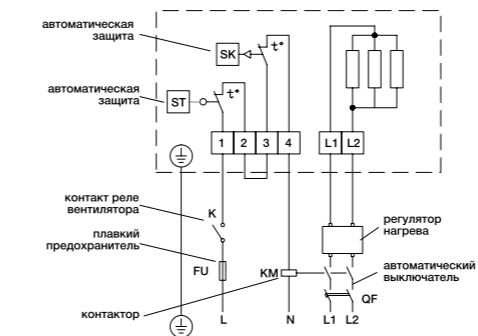 автоматическая
защита
SK
t°
автоматическая
защита
ST
t°
1 2 3 4 L1 L2
контакт реле
вентилятора
K
плавкий
предохранитель
FU
KM
контактор
L N L1 L2
регулятор
нагрева
автоматический
выключатель
QF